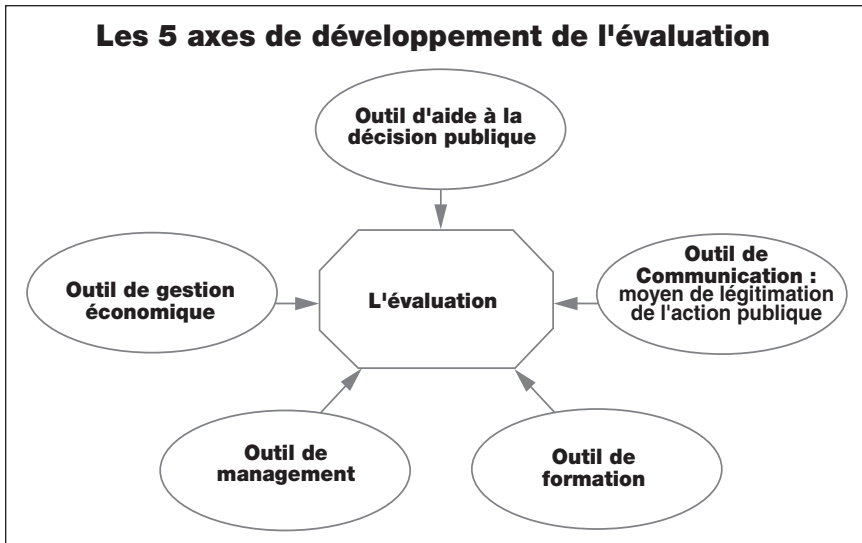 Les 5 axes de développement de l'évaluation
Outil d'aide à la
décision publique
Outil de gestion
économique
L'évaluation
Outil de
Communication :
moyen de légitimation
de l'action publique
Outil de
management
Outil de
formation